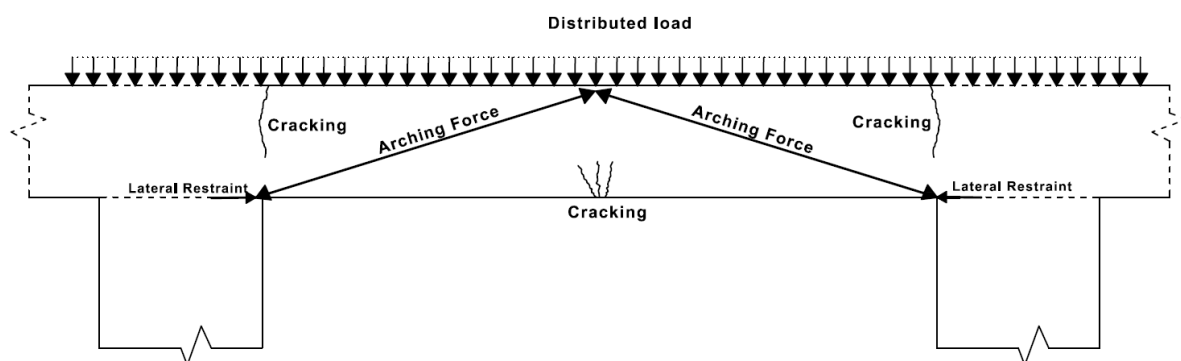 Distributed load
Cracking
Arching Force
Arching Force
Cracking
Lateral Restraint
Lateral Restraint
Cracking